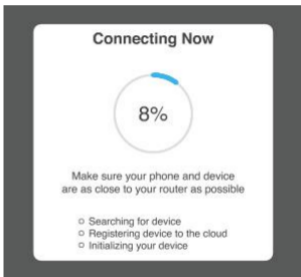 Connecting Now
8%
Make sure your phone and device
are as close to your router as possible
Searching for device
Registering device to the cloud
Initializing your device